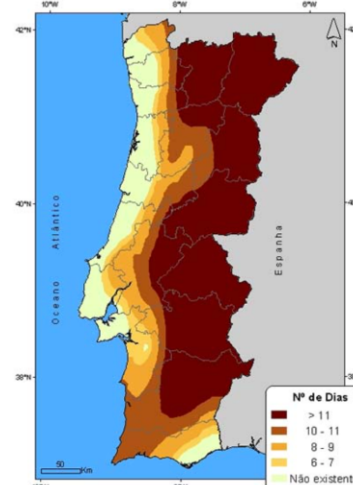 10°W 8°W 6°W
42°N
N
40°N
Oceano Atlântico
Espanha
38°N
Nº de Dias
> 11
10 - 11
8 - 9
6 - 7
Não existent
50
Km